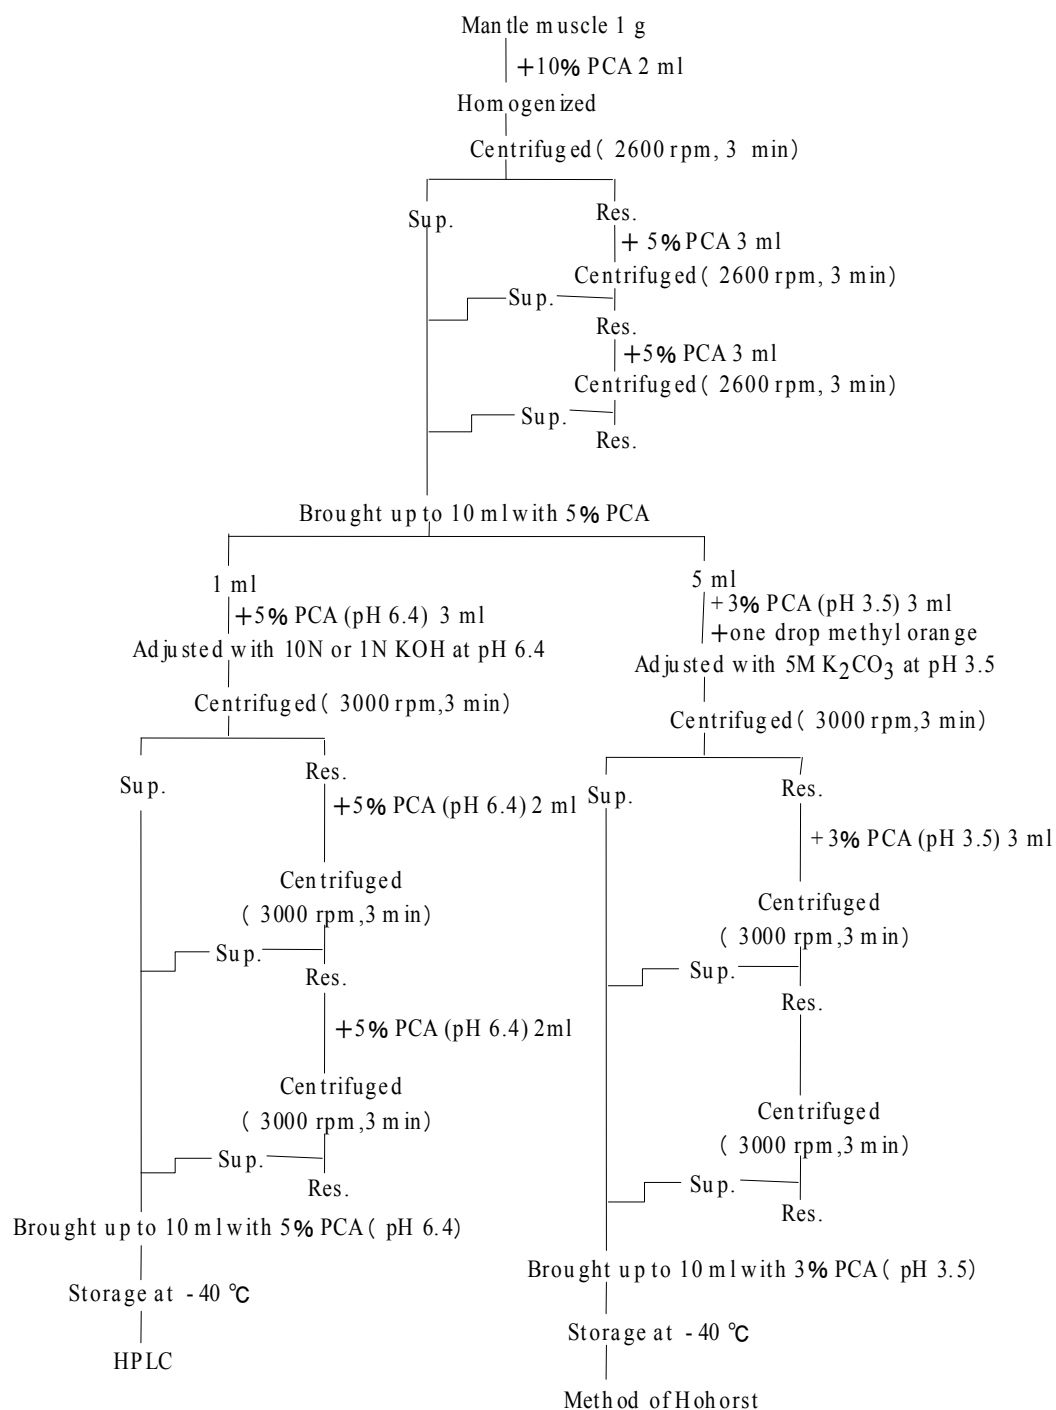 Mantle muscle 1 g
+10% PCA 2 ml
Homogenized
Centrifuged( 2600 rpm, 3 min)
Sup.
Res.
+ 5% PCA 3 ml
Centrifuged( 2600 rpm, 3 min)
Sup.
Res.
+5% PCA 3 ml
Centrifuged( 2600 rpm, 3 min)
Sup.
Res.
Brought up to 10 ml with 5% PCA
1 ml
+5% PCA (pH 6.4) 3 ml
Adjusted with 10N or 1N KOH at pH 6.4
Centrifuged( 3000 rpm,3 min)
Sup.
Res.
+5% PCA (pH 6.4) 2 ml
Centrifuged
( 3000 rpm,3 min)
Sup.
Res.
+5% PCA (pH 6.4) 2ml
Centrifuged
( 3000 rpm,3 min)
Sup.
Res.
Brought up to 10 ml with 5% PCA( pH 6.4)
Storage at - 40 ℃
HPLC
5 ml
+3% PCA (pH 3.5) 3 ml
+one drop methyl orange
Adjusted with 5M K2CO3 at pH 3.5
Centrifuged( 3000 rpm,3 min)
Sup.
Res.
+3% PCA (pH 3.5) 3 ml
Centrifuged
( 3000 rpm,3 min)
Sup.
Res.
Centrifuged
( 3000 rpm,3 min)
Sup.
Res.
Brought up to 10 ml with 3% PCA( pH 3.5)
Storage at - 40 ℃
Method of Hohorst